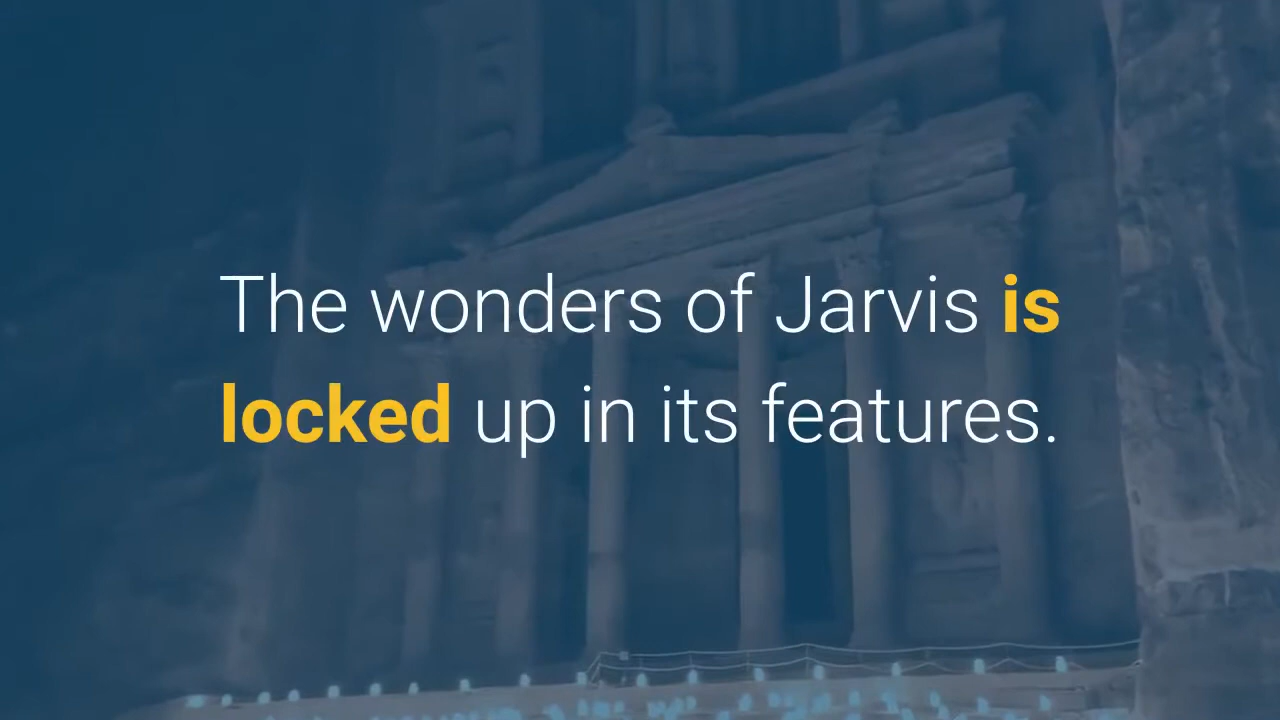 The wonders of Jarvis is
locked up in its features.